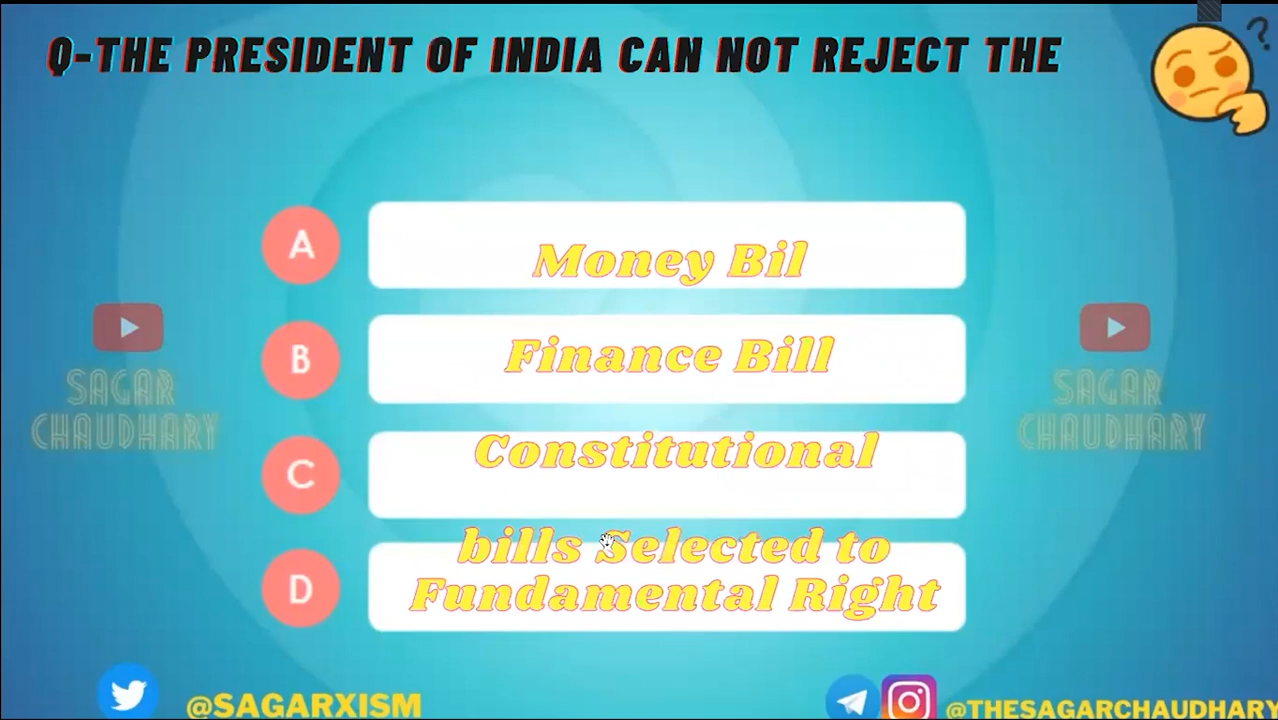 Q-THE PRESIDENT OF INDIA CAN NOT REJECT THE
A
Money Bil
B
Finance Bill
C
Constitutional
D
bills Selected to
Fundamental Right
SAGAR
CHAUDHARY
SAGAR
CHAUDHARY
@SAGARXISM
@THESAGARCHAUDHARY